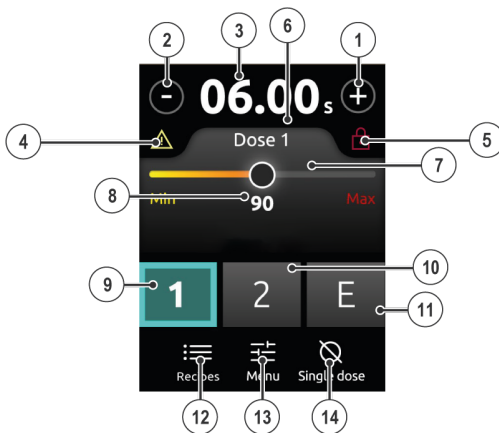 2 3 6 1
- 06.00 s +
4 Dose 1 5
7
Min 90 Max
8
9 1 2 E 10
11
Recipes Menu Single dose
12 13 14